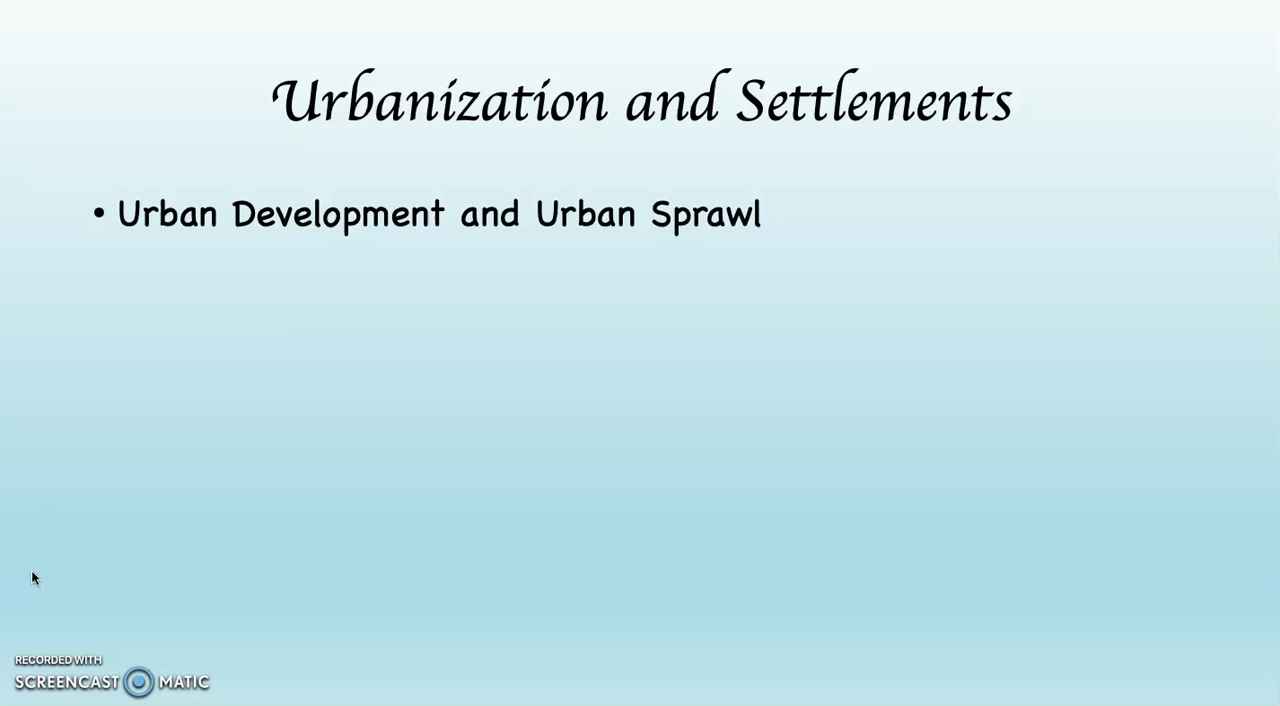 Urbanization and Settlements
• Urban Development and Urban Sprawl
RECORDED WITH
SCREENCAST MATIC